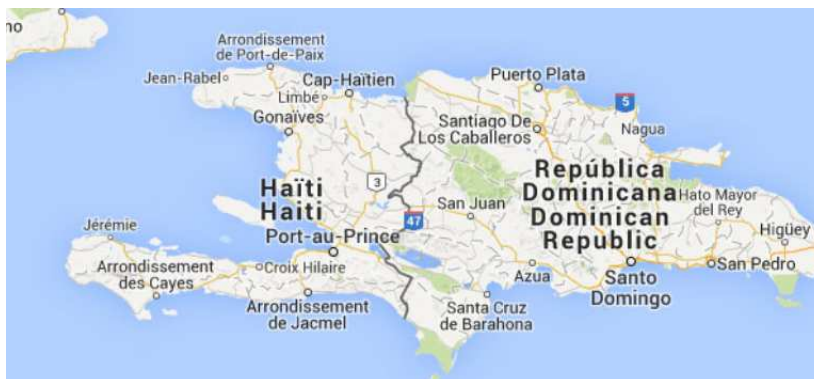 no
Arrondissement
de Port-de-Paix
Jean-Rabel
Limbé
Cap-Haïtien
Gonaïves
Puerto Plata
5
Santiago De
Los Caballeros
Nagua
3
Haïti
Haiti
República
Dominicana
Dominican
Republic
Hato Mayor
del Rey
San Juan
47
Jérémie
Port-au-Prince
Higüey
Arrondissement
des Cayes
Croix Hilaire
Azua
Santo
Domingo
San Pedro
Arrondissement
de Jacmel
Santa Cruz
de Barahona